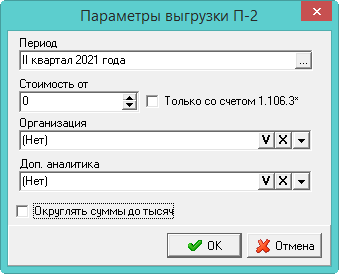 Параметры выгрузки П-2
Период
II квартал 2021 года
...
Стоимость от
0
Только со счетом 1.106.3*
Организация
(Нет)
V X
Доп. аналитика
(Нет)
V X
Округлять суммы до тысяч
OK
Отмена